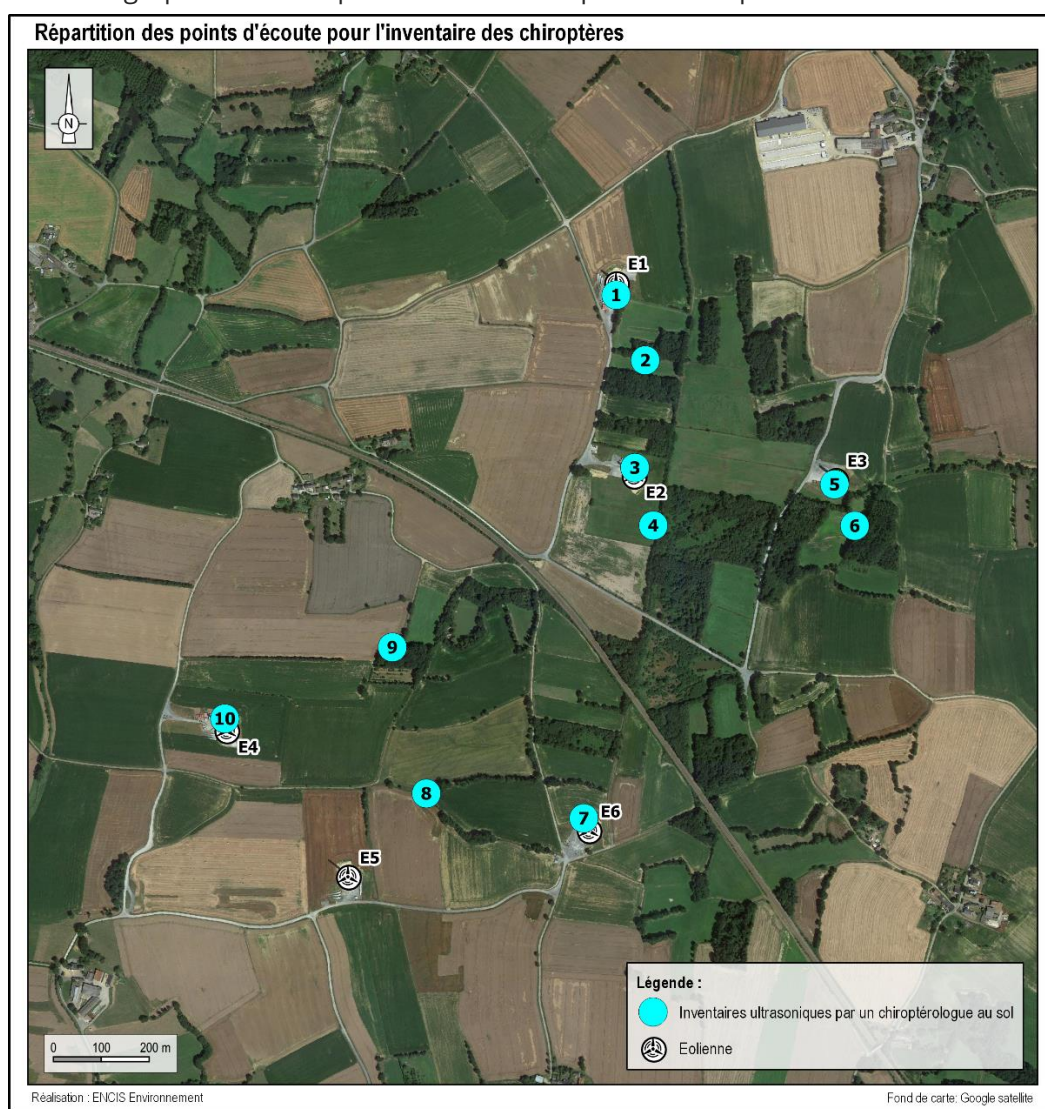 Répartition des points d'écoute pour l'inventaire des chiroptères
N
E1
1
2
3
E2
E3
5
4
6
9
10
E4
8
7
E6
E5
Légende :
Inventaires ultrasoniques par un chiroptérologue au sol
Eolienne
0 100 200 m
Réalisation : ENCIS Environnement
Fond de carte: Google satellite